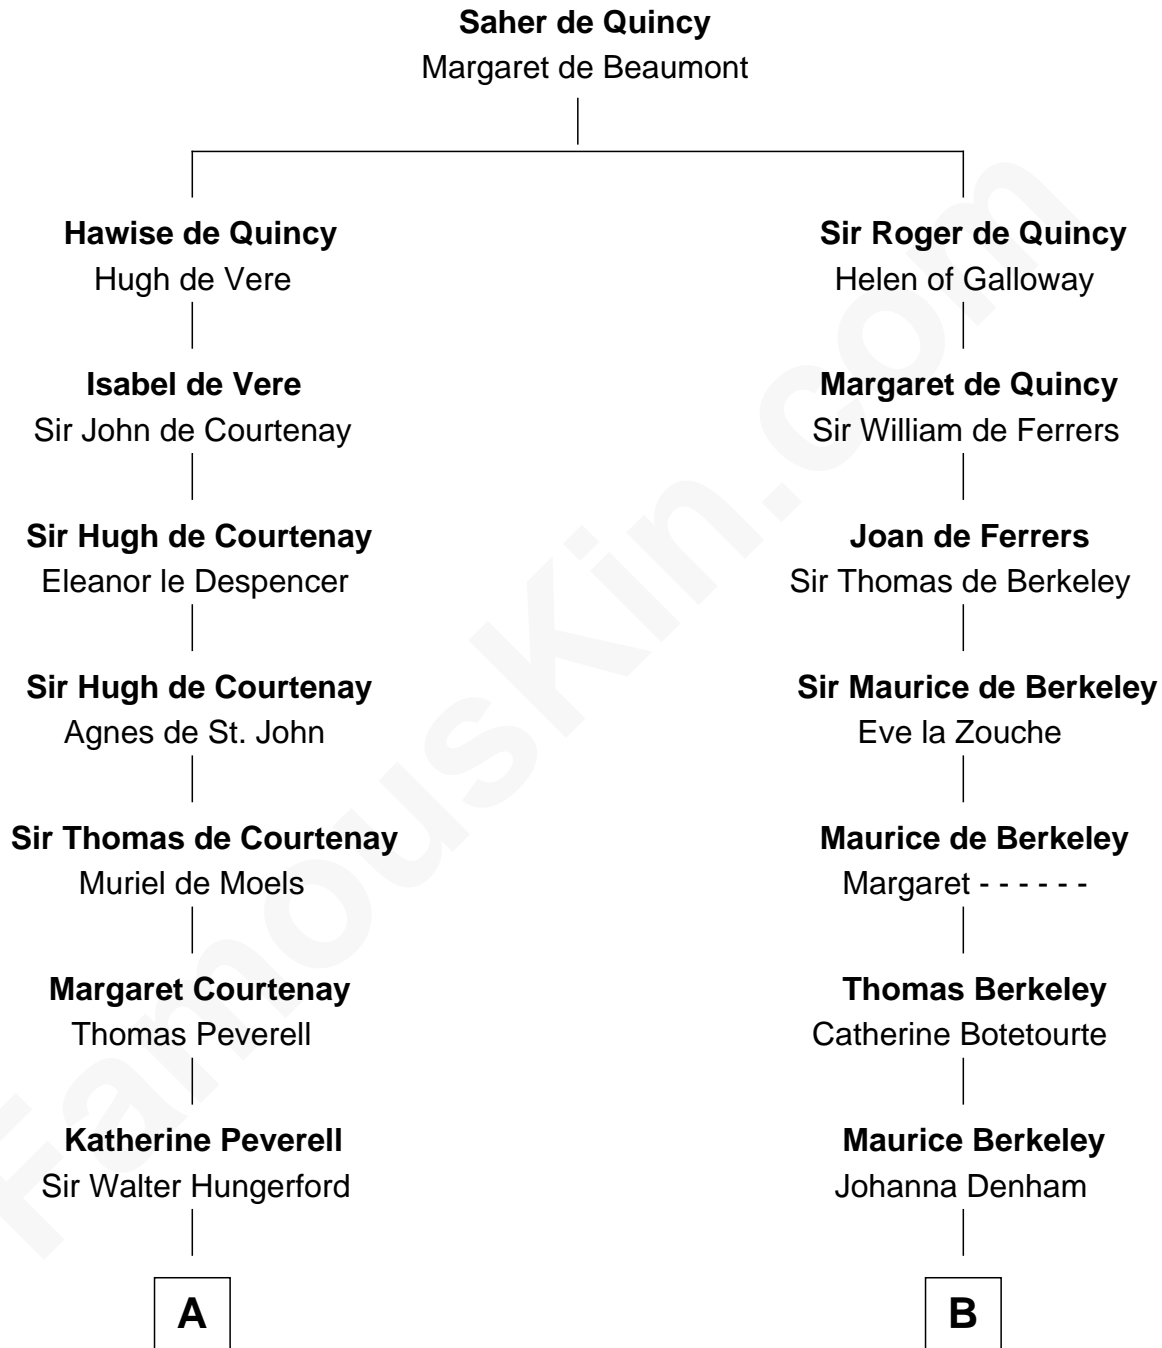 Saher de Quincy
Margaret de Beaumont
Hawise de Quincy
Hugh de Vere
Sir Roger de Quincy
Helen of Galloway
Isabel de Vere
Sir John de Courtenay
Margaret de Quincy
Sir William de Ferrers
Sir Hugh de Courtenay
Eleanor le Despencer
Joan de Ferrers
Sir Thomas de Berkeley
Sir Hugh de Courtenay
Agnes de St. John
Sir Maurice de Berkeley
Eve la Zouche
Sir Thomas de Courtenay
Muriel de Moels
Maurice de Berkeley
Margaret - - - - - -
Margaret Courtenay
Thomas Peverell
Thomas Berkeley
Catherine Botetourte
Katherine Peverell
Sir Walter Hungerford
Maurice Berkeley
Johanna Denham
A
B
FamousKin.com